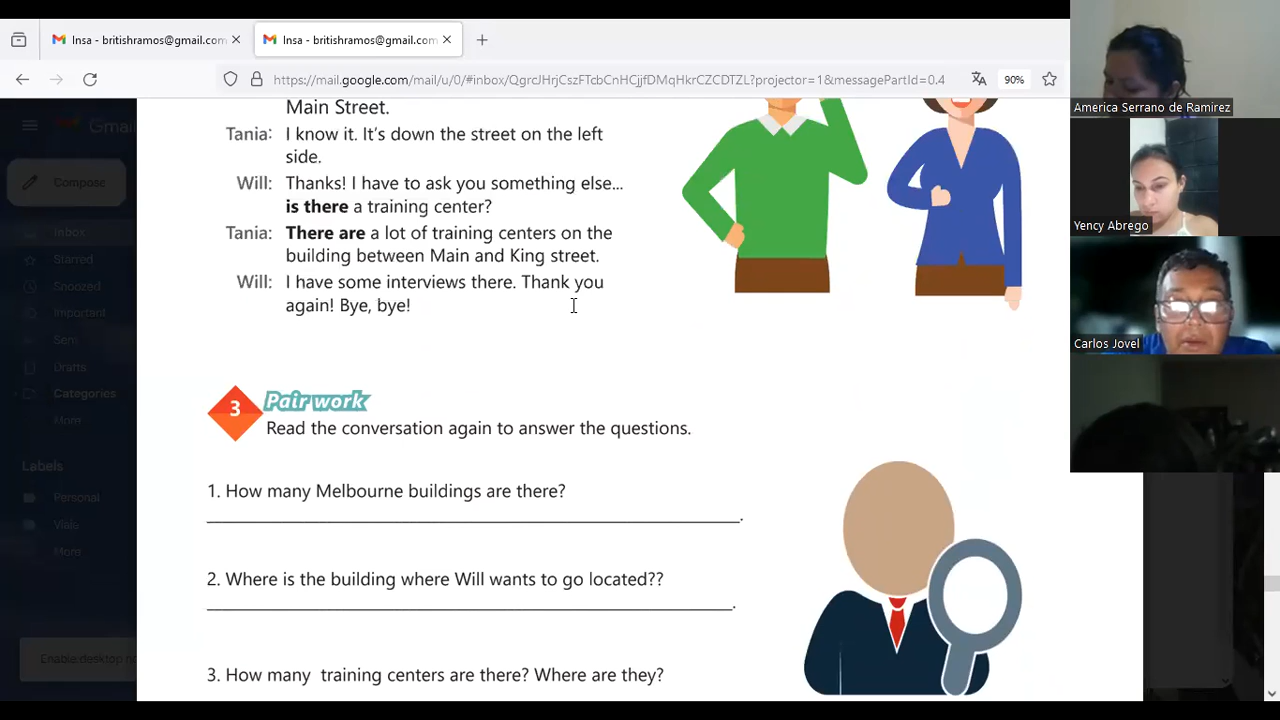 Insa - britishramos@gmail.com
Insa - britishramos@gmail.com
https://mail.google.com/mail/u/0/#inbox/QgrcJHrjCszFTcbCnHCjjfDMqHkrCZCDTZL?projector=1&messagePartId=0.4
90%
Compose
Inbox
Starred
Snoozed
Important
Sent
Drafts
Categories
More
Labels
Personal
Viajs
More
Enable desktop no
Main Street.
Tania: I know it. It's down the street on the left
side.
Will: Thanks! I have to ask you something else...
is there a training center?
Tania: There are a lot of training centers on the
building between Main and King street.
Will: I have some interviews there. Thank you
again! Bye, bye!
3 Pair work
Read the conversation again to answer the questions.
1. How many Melbourne buildings are there?
2. Where is the building where Will wants to go located??
3. How many training centers are there? Where are they?
America Serrano de Ramirez
Yency Abrego
Carlos Jovel